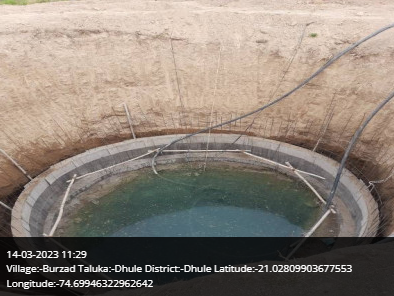 14-03-2023 11:29
Village:-Burzad Taluka:-Dhule District:-Dhule Latitude:-21.02809903677553
Longitude:-74.69946322962642